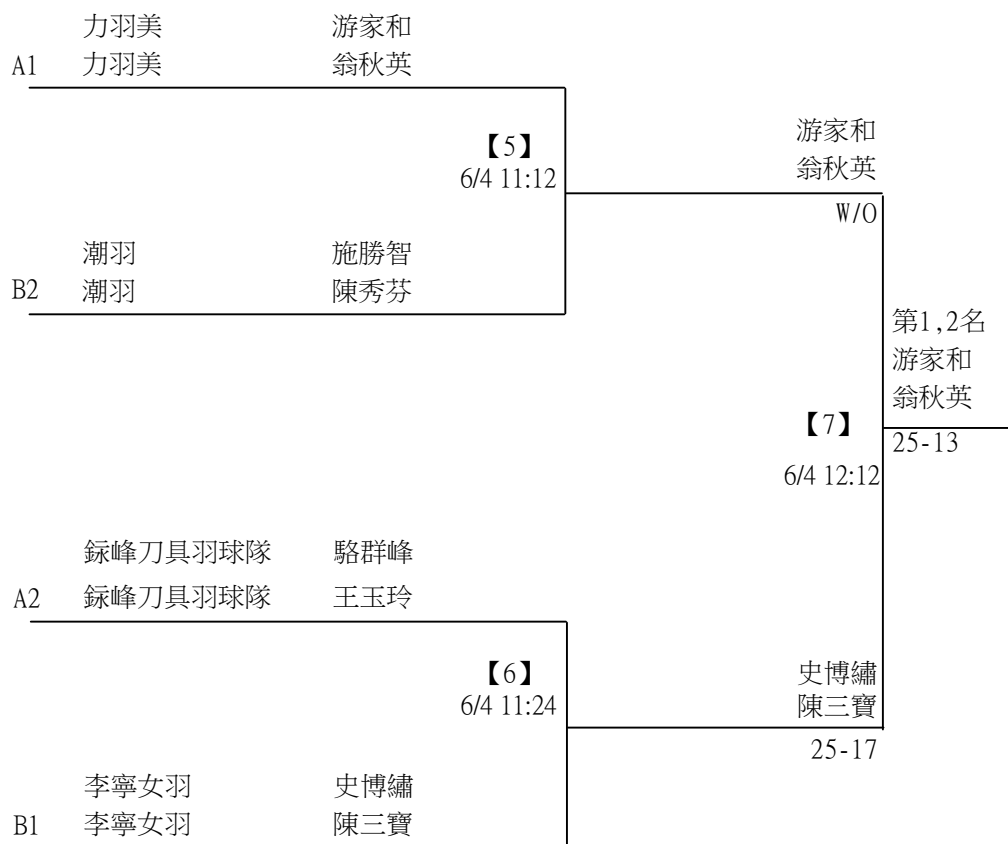 力羽美 游家和
A1 力羽美 翁秋英
【5】
6/4 11:12
游家和
翁秋英
W/O
潮羽 施勝智
B2 潮羽 陳秀芬
第1,2名
游家和
翁秋英
25-13
【7】
6/4 12:12
銢峰刀具羽球隊 駱群峰
A2 銢峰刀具羽球隊 王玉玲
【6】
6/4 11:24
史博繡
陳三寶
25-17
李寧女羽 史博繡
B1 李寧女羽 陳三寶